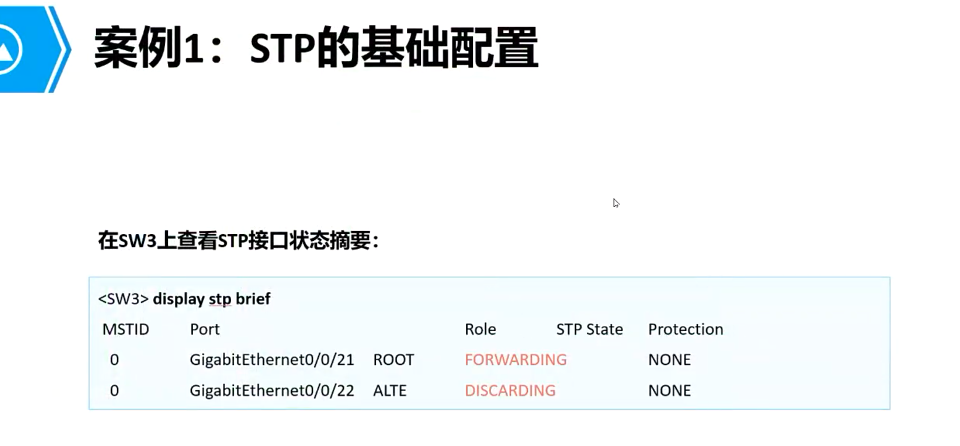 案例1：STP的基础配置
在SW3上查看STP接口状态摘要：
<SW3> display stp brief
MSTID Port Role STP State Protection
0 GigabitEthernet0/0/21 ROOT FORWARDING NONE
0 GigabitEthernet0/0/22 ALTE DISCARDING NONE